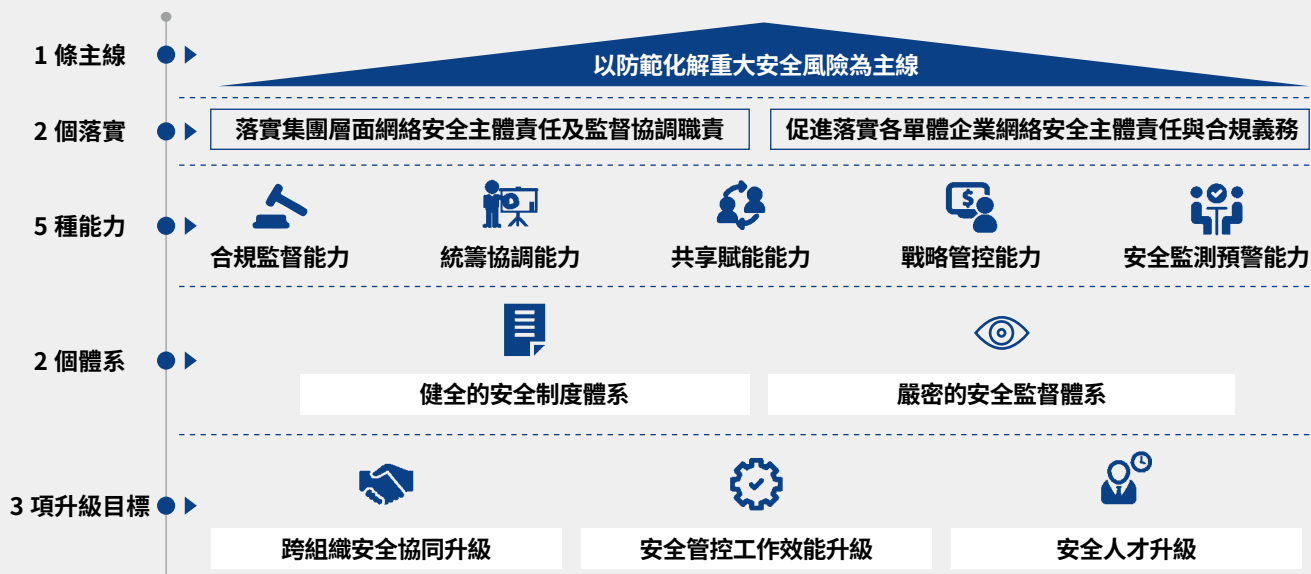 1 條主線
以防範化解重大安全風險為主線
2 個落實
落實集團層面網絡安全主體責任及監督協調職責
促進落實各單體企業網絡安全主體責任與合規義務
5 種能力
合規監督能力
統籌協調能力
共享賦能能力
戰略管控能力
安全監測預警能力
2 個體系
健全的安全制度體系
嚴密的安全監督體系
3 項升級目標
跨組織安全協同升級
安全管控工作效能升級
安全人才升級